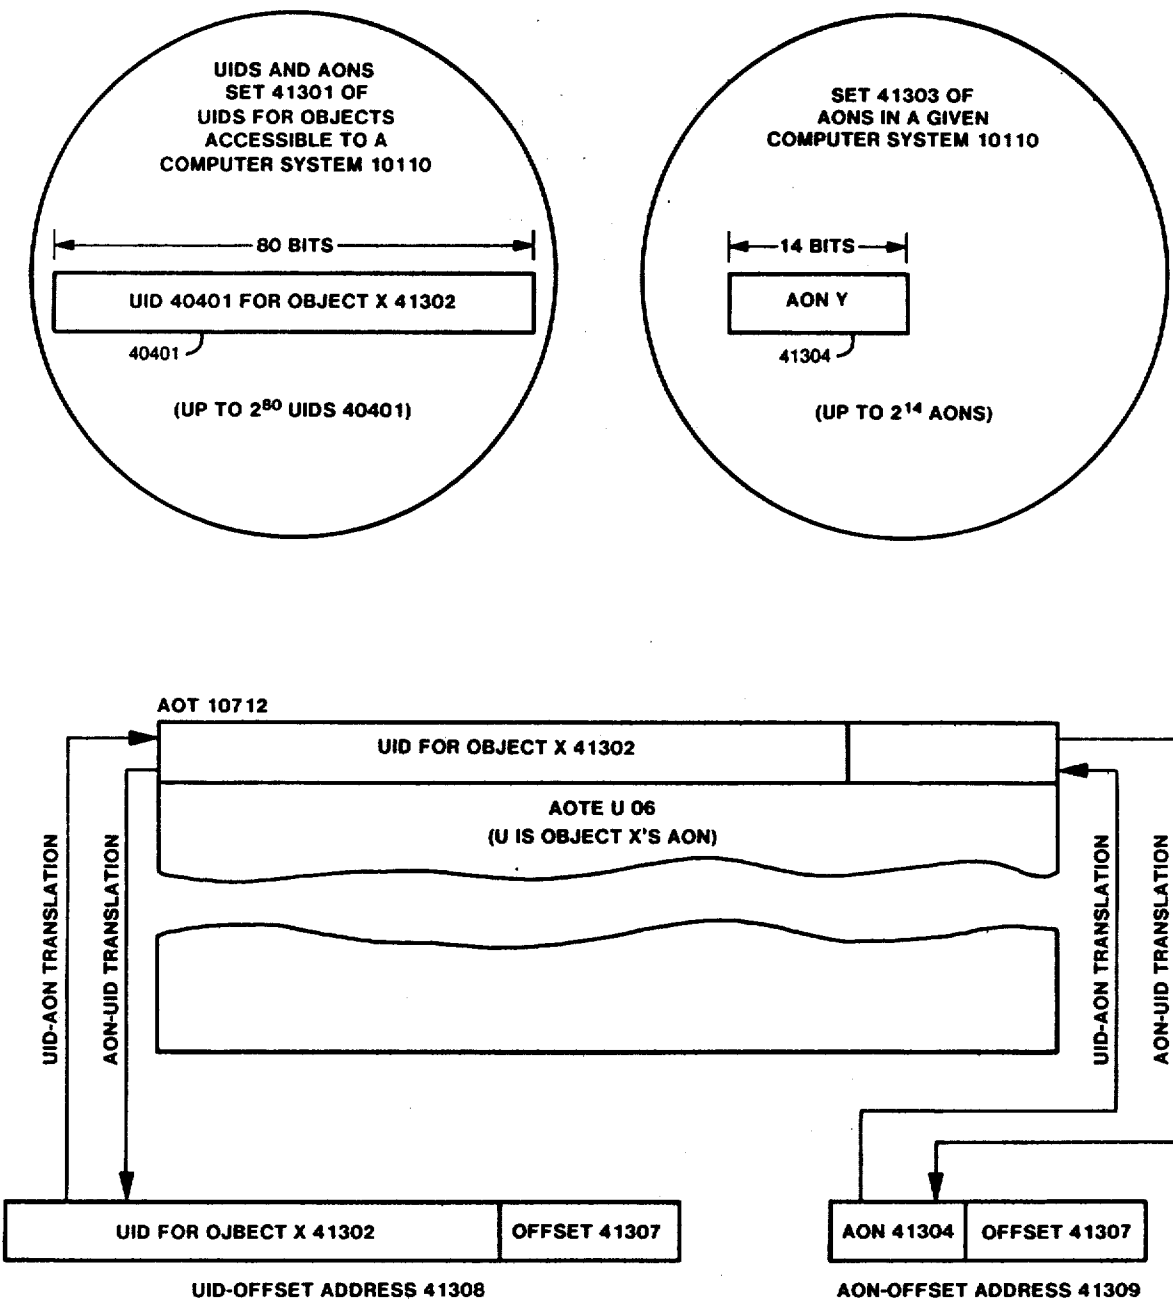 UIDS AND AONS
SET 41301 OF
UIDS FOR OBJECTS
ACCESSIBLE TO A
COMPUTER SYSTEM 10110
80 BITS
UID 40401 FOR OBJECT X 41302
40401
(UP TO 2⁸⁰ UIDS 40401)
SET 41303 OF
AONS IN A GIVEN
COMPUTER SYSTEM 10110
14 BITS
AON Y
41304
(UP TO 2¹⁴ AONS)
AOT 10712
UID FOR OBJECT X 41302
AOTE U 06
(U IS OBJECT X'S AON)
UID-AON TRANSLATION
AON-UID TRANSLATION
UID-AON TRANSLATION
AON-UID TRANSLATION
UID FOR OJBECT X 41302
OFFSET 41307
UID-OFFSET ADDRESS 41308
AON 41304
OFFSET 41307
AON-OFFSET ADDRESS 41309